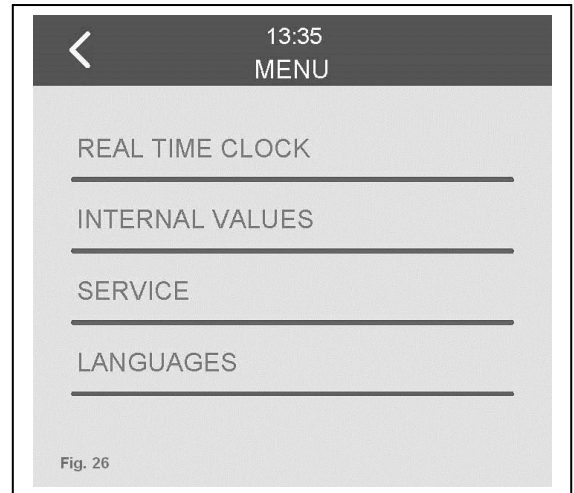 13:35
MENU
REAL TIME CLOCK
INTERNAL VALUES
SERVICE
LANGUAGES
Fig. 26